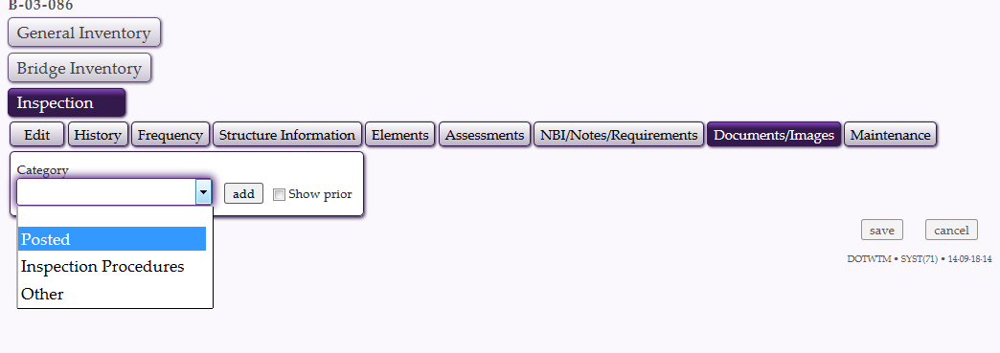 B-03-086
General Inventory
Bridge Inventory
Inspection
Edit History Frequency Structure Information Elements Assessments NBI/Notes/Requirements Documents/Images Maintenance
Category
add Show prior
Posted
Inspection Procedures
Other
save cancel
DOTWTM • SYST(71) • 14-09-18-14